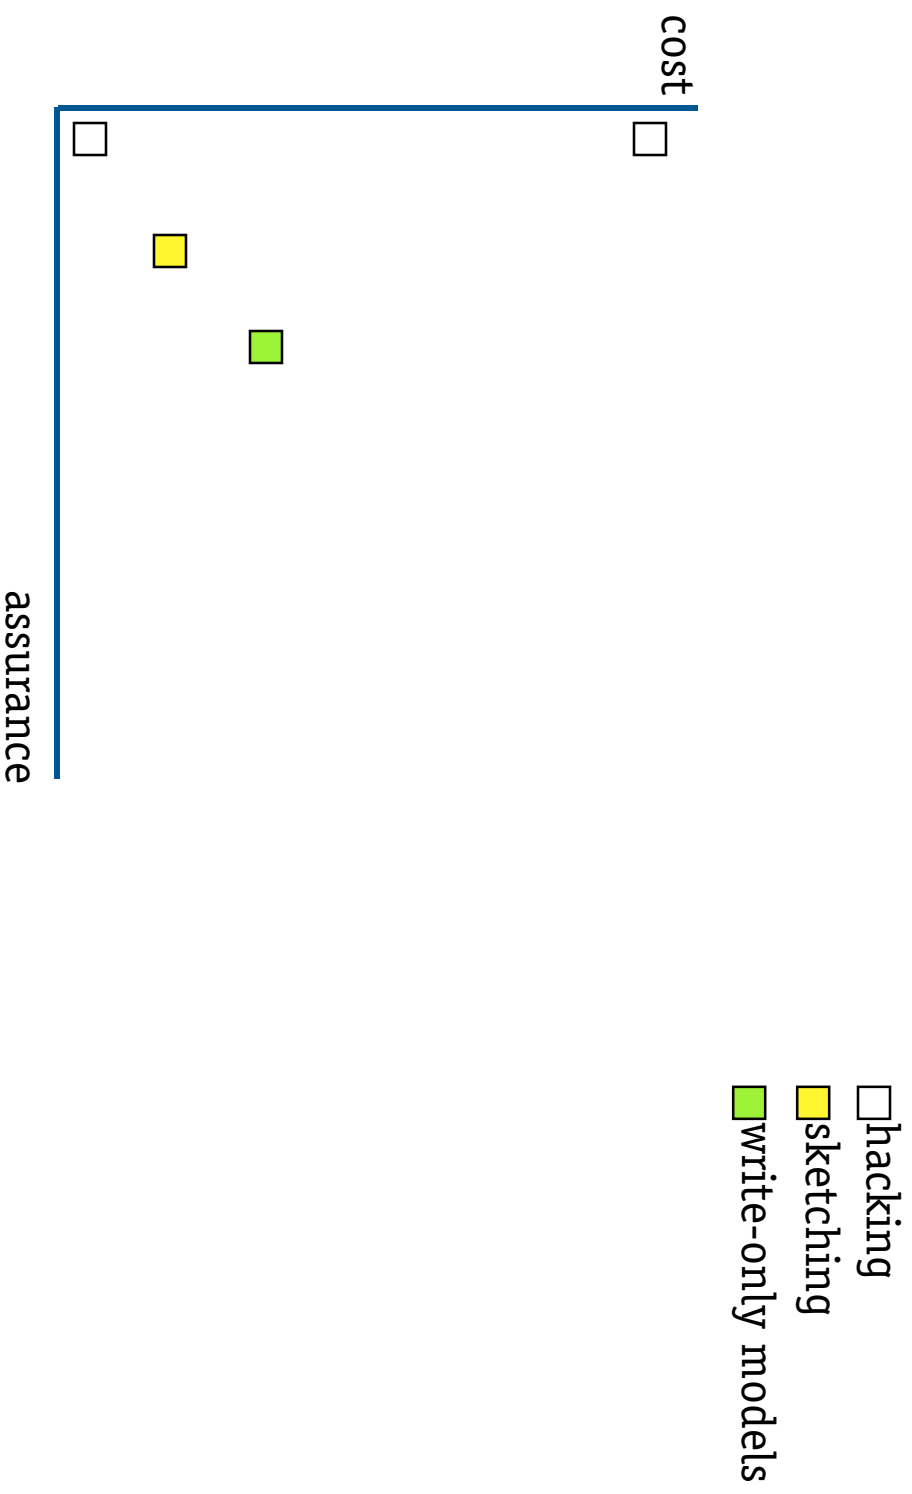 cost
hacking
sketching
write-only models
assurance